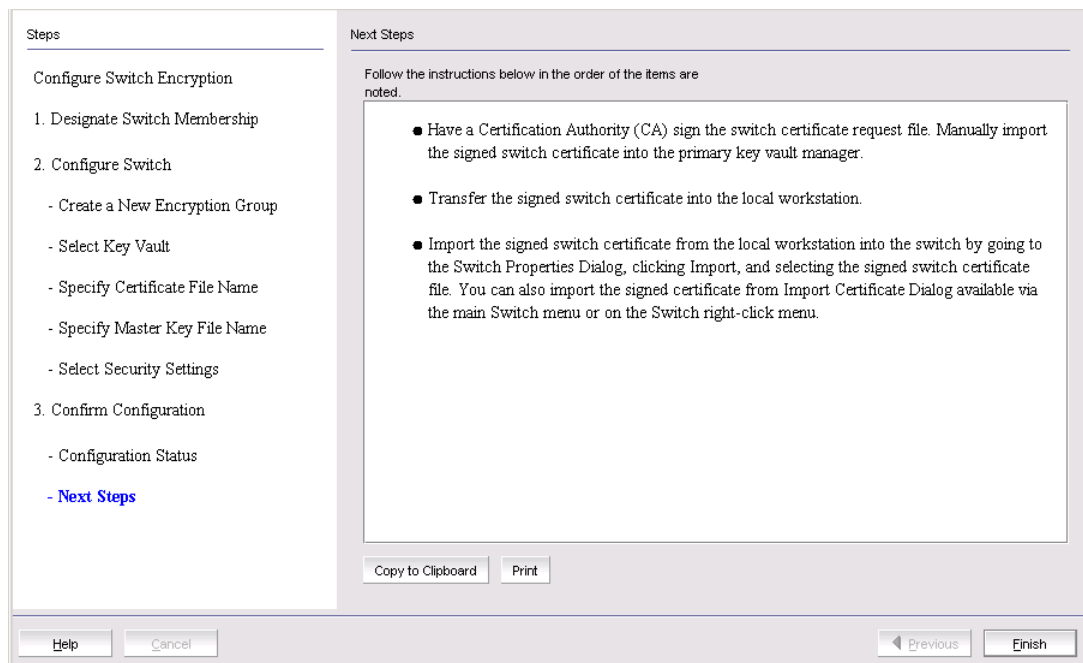 Steps
Configure Switch Encryption
1. Designate Switch Membership
2. Configure Switch
- Create a New Encryption Group
- Select Key Vault
- Specify Certificate File Name
- Specify Master Key File Name
- Select Security Settings
3. Confirm Configuration
- Configuration Status
- Next Steps
Next Steps
Follow the instructions below in the order of the items are
noted.
● Have a Certification Authority (CA) sign the switch certificate request file. Manually import
the signed switch certificate into the primary key vault manager.
● Transfer the signed switch certificate into the local workstation.
● Import the signed switch certificate from the local workstation into the switch by going to
the Switch Properties Dialog, clicking Import, and selecting the signed switch certificate
file. You can also import the signed certificate from Import Certificate Dialog available via
the main Switch menu or on the Switch right-click menu.
Copy to Clipboard
Print
Help
Cancel
Previous
Finish